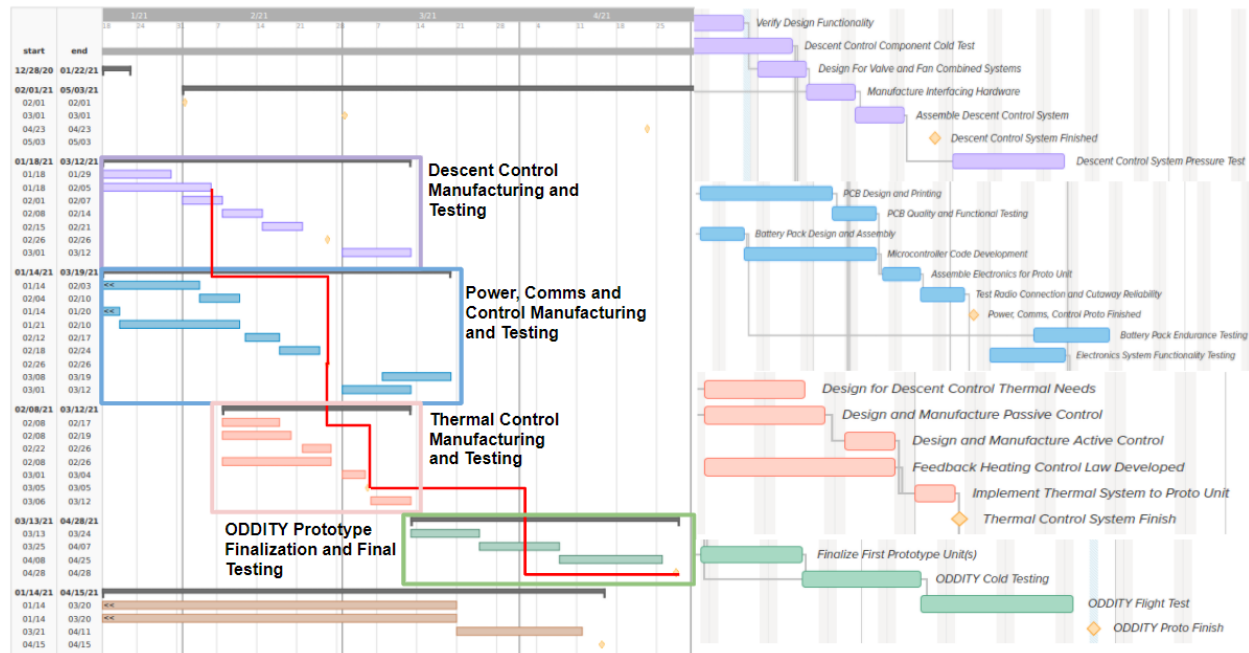 1/21 2/21 3/21 4/21
18 24 31 7 14 21 28 7 14 21 28 4 11 18 25
start end
12/28/20 01/22/21
02/01/21 05/03/21
02/01 02/01
03/01 03/01
04/23 04/23
05/03 05/03
01/18/21 03/12/21
01/18 01/29
01/18 02/05
02/01 02/07
02/08 02/14
02/15 02/21
02/26 02/26
03/01 03/12
Descent Control
Manufacturing and
Testing
01/14/21 03/19/21
01/14 02/03 <<
02/04 02/10
01/14 01/20 <<
01/21 02/10
02/12 02/17
02/18 02/24
02/26 02/26
03/08 03/19
03/01 03/12
Power, Comms and
Control Manufacturing
and Testing
02/08/21 03/12/21
02/08 02/17
02/08 02/19
02/22 02/26
02/08 02/26
03/01 03/04
03/05 03/05
03/06 03/12
Thermal Control
Manufacturing
and Testing
03/13/21 04/28/21
03/13 03/24
03/25 04/07
04/08 04/25
04/28 04/28
ODDITY Prototype
Finalization and Final
Testing
01/14/21 04/15/21
01/14 03/20 <<
01/14 03/20 <<
03/21 04/11
04/15 04/15
Verify Design Functionality
Descent Control Component Cold Test
Design For Valve and Fan Combined Systems
Manufacture Interfacing Hardware
Assemble Descent Control System
Descent Control System Finished
Descent Control System Pressure Test
PCB Design and Printing
PCB Quality and Functional Testing
Battery Pack Design and Assembly
Microcontroller Code Development
Assemble Electronics for Proto Unit
Test Radio Connection and Cutaway Reliability
Power, Comms, Control Proto Finished
Battery Pack Endurance Testing
Electronics System Functionality Testing
Design for Descent Control Thermal Needs
Design and Manufacture Passive Control
Design and Manufacture Active Control
Feedback Heating Control Law Developed
Implement Thermal System to Proto Unit
Thermal Control System Finish
Finalize First Prototype Unit(s)
ODDITY Cold Testing
ODDITY Flight Test
ODDITY Proto Finish